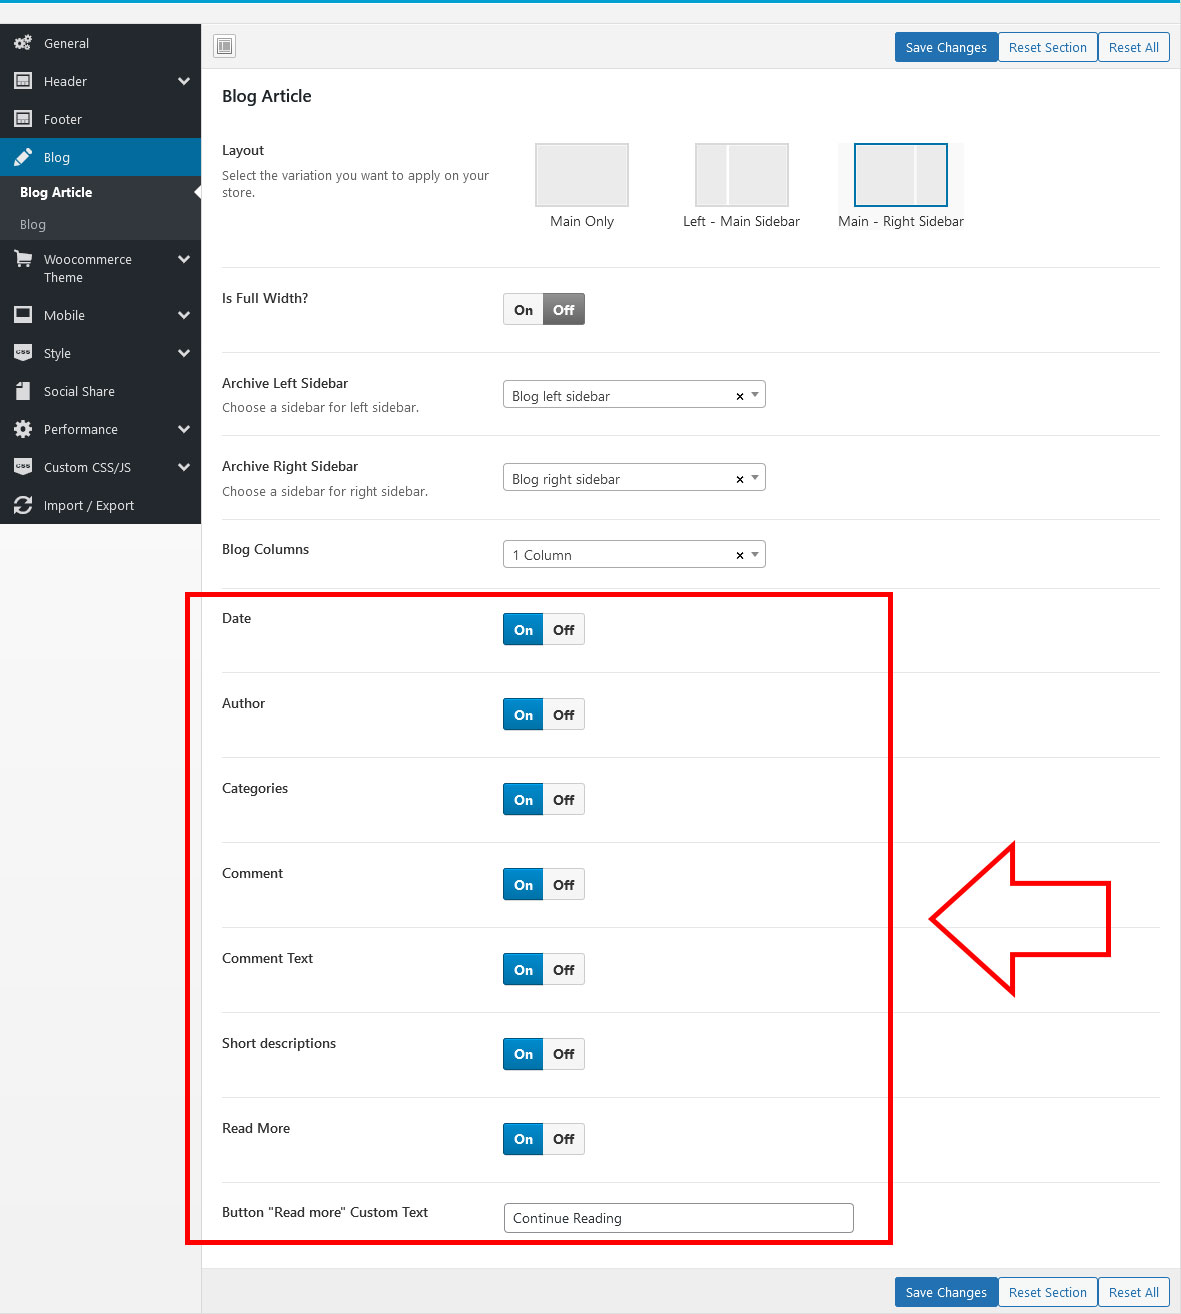 General
Header
Footer
Blog
Blog Article
Blog
Woocommerce
Theme
Mobile
Style
Social Share
Performance
Custom CSS/JS
Import / Export
Save Changes
Reset Section
Reset All
Blog Article
Layout
Select the variation you want to apply on your
store.
Main Only
Left - Main Sidebar
Main - Right Sidebar
Is Full Width?
On Off
Archive Left Sidebar
Choose a sidebar for left sidebar.
Blog left sidebar
×
Archive Right Sidebar
Choose a sidebar for right sidebar.
Blog right sidebar
×
Blog Columns
1 Column
×
Date
On Off
Author
On Off
Categories
On Off
Comment
On Off
Comment Text
On Off
Short descriptions
On Off
Read More
On Off
Button "Read more" Custom Text
Continue Reading
Save Changes
Reset Section
Reset All